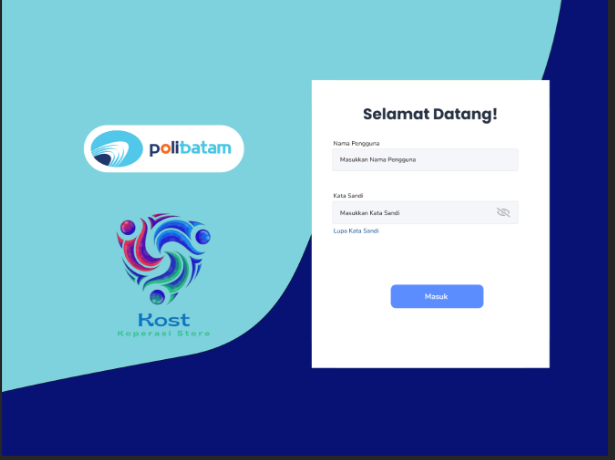 Selamat Datang!
polibatam
Nama Pengguna
Masukkan Nama Pengguna
Kata Sandi
Masukkan Kata Sandi
Lupa Kata Sandi
Masuk
Kost
Koperasi Store